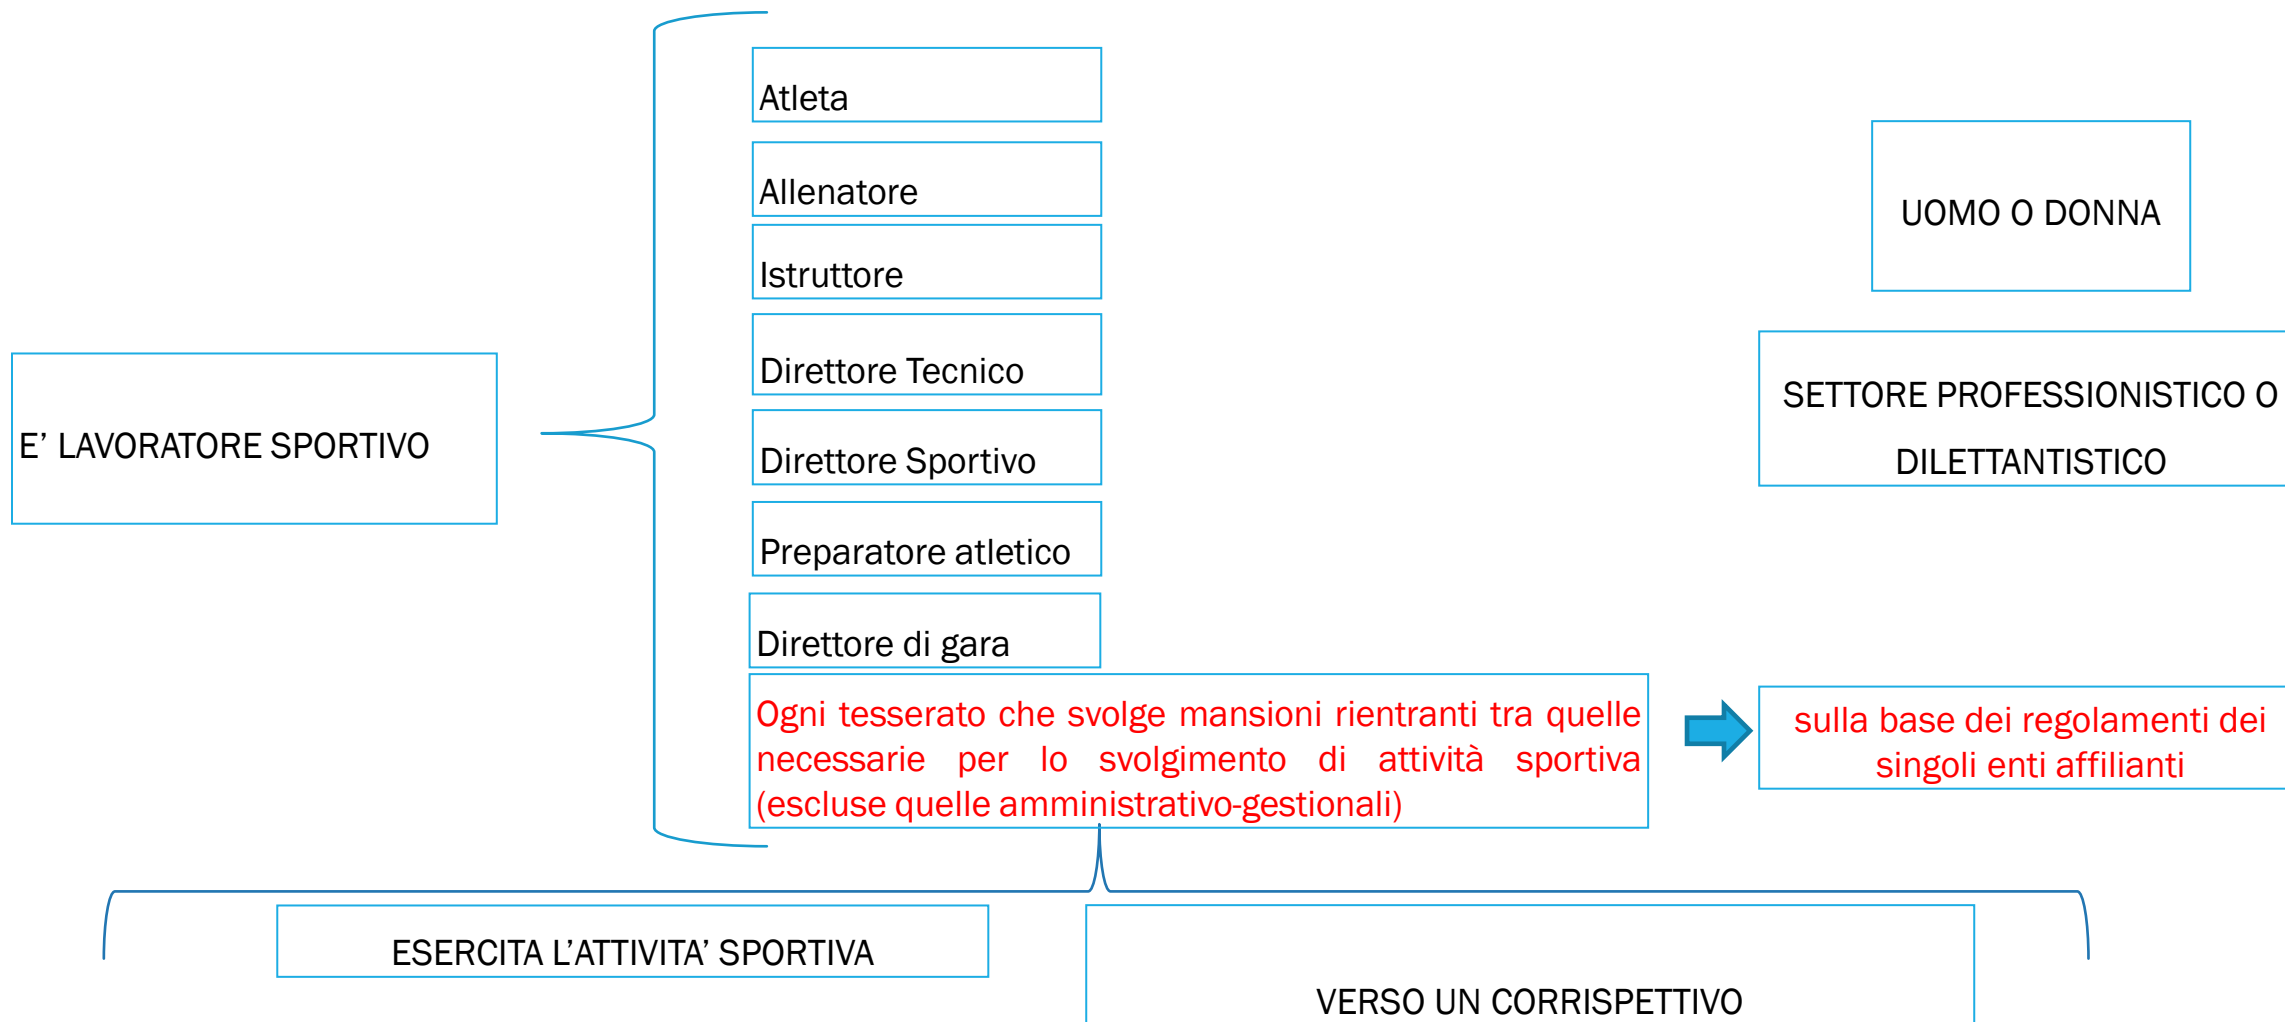 Atleta
Allenatore
Istruttore
Direttore Tecnico
Direttore Sportivo
Preparatore atletico
Direttore di gara
E’ LAVORATORE SPORTIVO
UOMO O DONNA
SETTORE PROFESSIONISTICO O
DILETTANTISTICO
Ogni tesserato che svolge mansioni rientranti tra quelle
necessarie per lo svolgimento di attività sportiva
(escluse quelle amministrativo-gestionali)
sulla base dei regolamenti dei
singoli enti affilianti
ESERCITA L’ATTIVITA’ SPORTIVA
VERSO UN CORRISPETTIVO